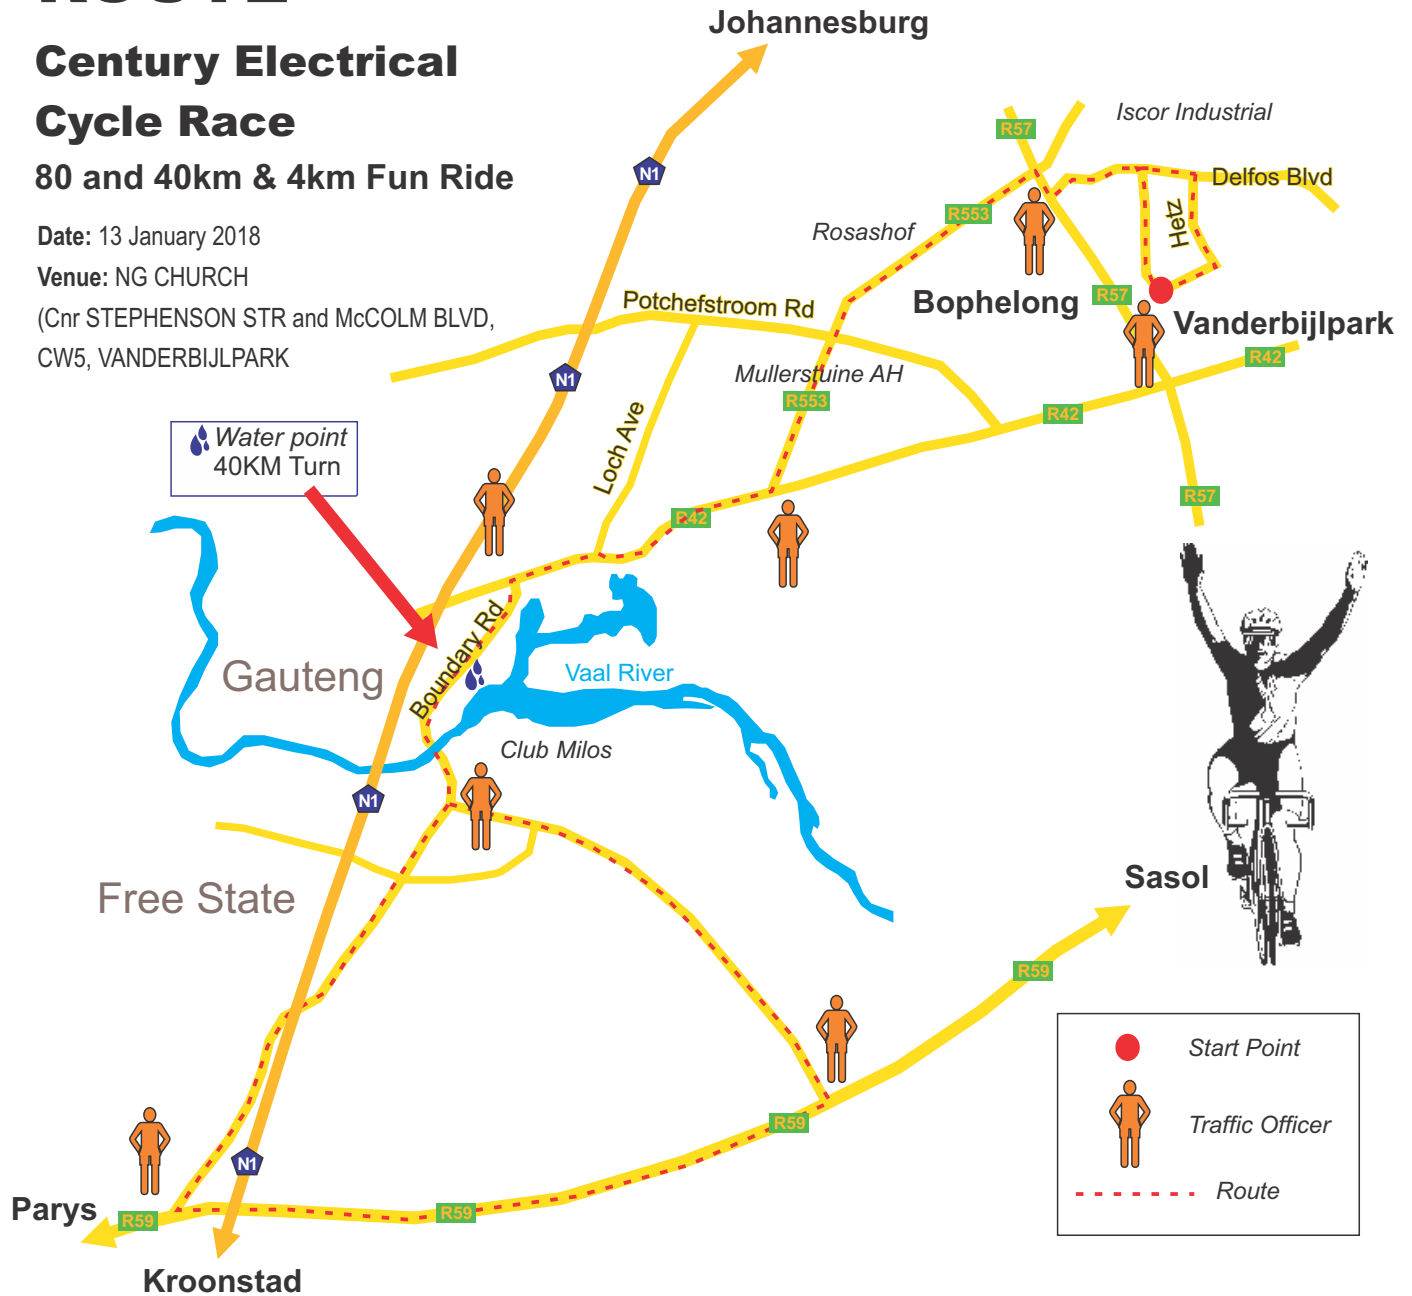 ROUTE
Century Electrical
Cycle Race
80 and 40km & 4km Fun Ride
Date: 13 January 2018
Venue: NG CHURCH
(Cnr STEPHENSON STR and McCOLM BLVD,
CW5, VANDERBIJLPARK
Johannesburg
Iscor Industrial
R57
N1
Delfos Blvd
R553
Hetz
Rosashof
Bophelong
R57
Potchefstroom Rd
Vanderbijlpark
R42
N1
Mullerstuine AH
R553
R42
Water point
40KM Turn
Loch Ave
R57
R42
Boundary Rd
Gauteng
Vaal River
Club Milos
N1
Free State
Sasol
R59
Start Point
Traffic Officer
R59
N1
Route
Parys
R59
R59
Kroonstad